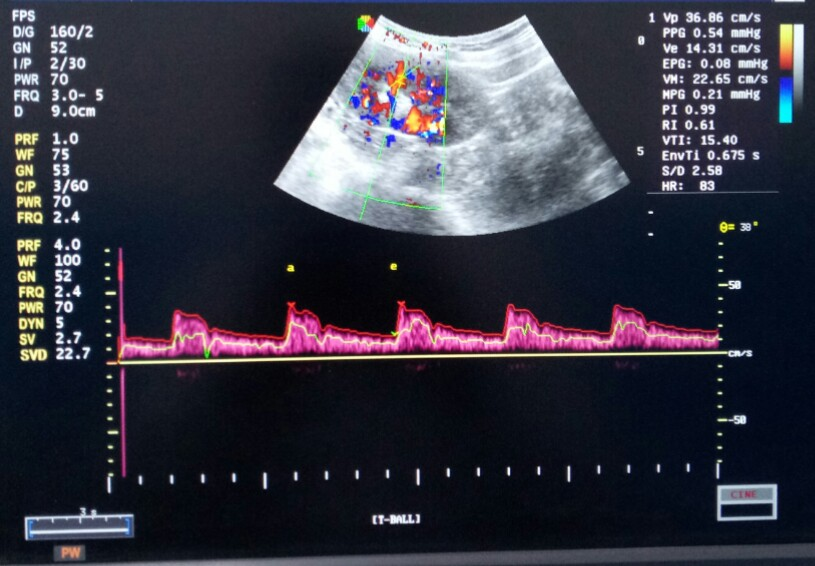 FPS
D/G 160/2
GN 52
I/P 2/30
PWR 70
FRQ 3.0- 5
D 9.0cm
PRF 1.0
WF 75
GN 53
C/P 3/60
PWR 70
FRQ 2.4
PRF 4.0
WF 100
GN 52
FRQ 2.4
PWR 70
DYN 5
SV 2.7
SVD 22.7
0
5
1 Vp 36.86 cm/s
PPG 0.54 mmHg
Ve 14.31 cm/s
EPG: 0.08 mmHg
VM: 22.65 cm/s
MPG 0.21 mmHg
PI 0.99
RI 0.61
VTI: 15.40
EnvTi 0.675 s
S/D 2.58
HR: 83
θ= 38°
a
e
50
CM/S
-50
3 s
[T-BALL]
CINE
PW